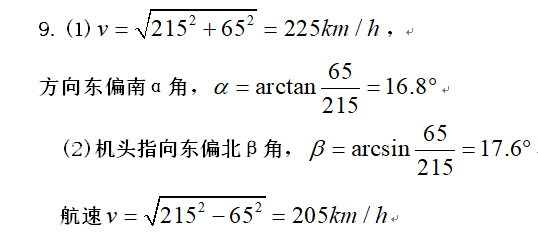 9. (1) v = √(215² + 65²) = 225km / h ，↵
方向东偏南α角， α = arctan 65/215 = 16.8°↵
(2)机头指向东偏北β角， β = arcsin 65/215 = 17.6°
航速 v = √(215² − 65²) = 205km / h↵